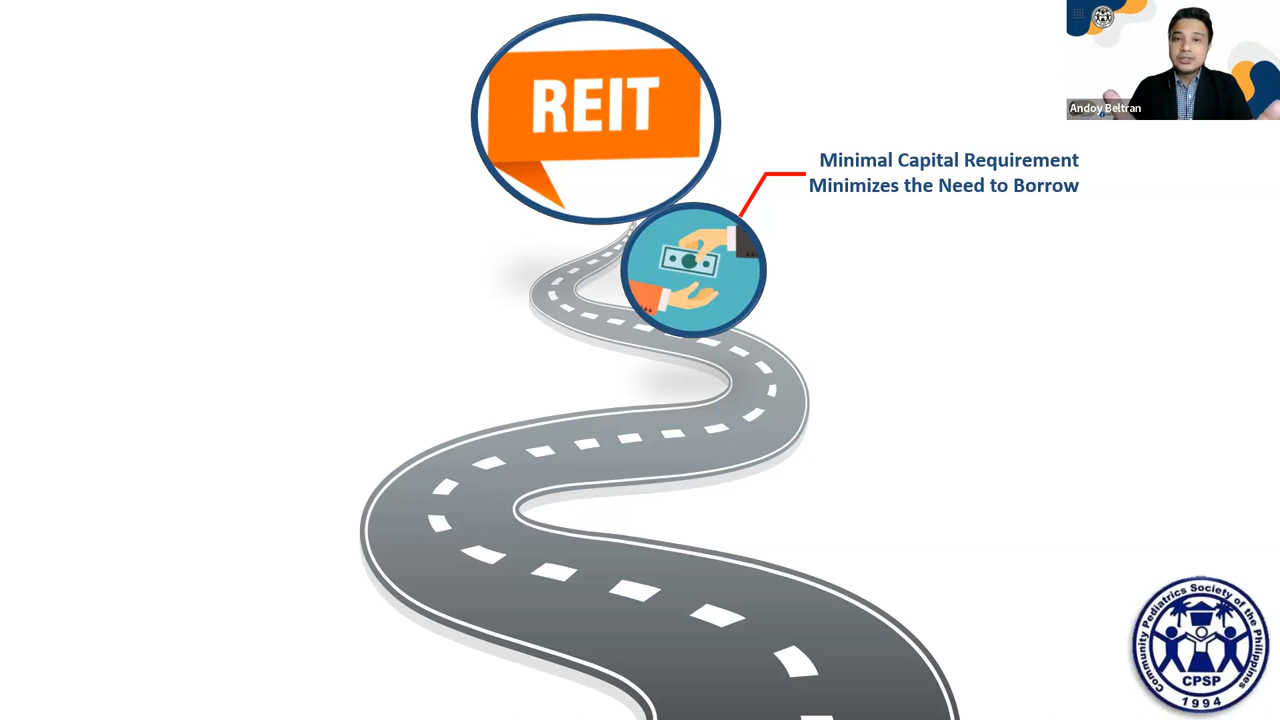 REIT
Andoy Beltran
Minimal Capital Requirement
Minimizes the Need to Borrow
Community Pediatrics Society of the Philippines
CPSP
1994